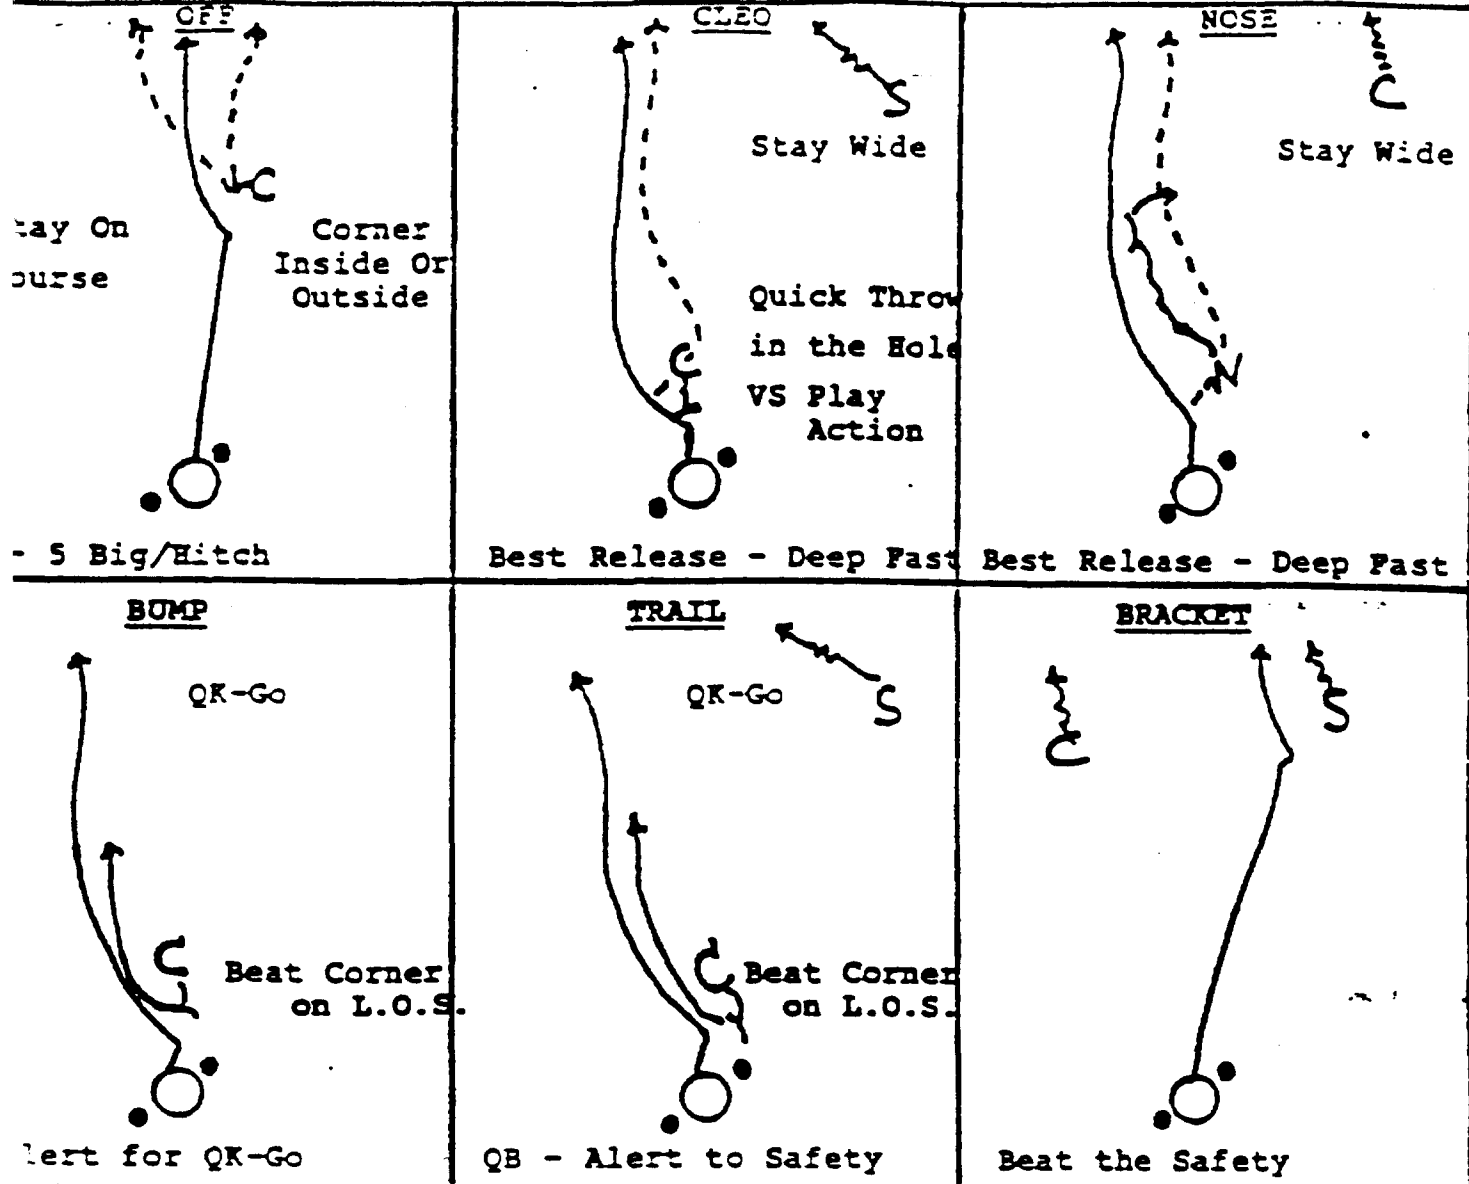 OFF
tay On
ourse
C
Corner
Inside Or
Outside
- 5 Big/Hitch
CLEO
S
Stay Wide
Quick Throw
in the Hole
VS Play
Action
C
Best Release - Deep Fast
NOSE
C
Stay Wide
N
Best Release - Deep Fast
BUMP
QK-Go
C
Beat Corner
on L.O.S.
lert for QK-Go
TRAIL
QK-Go
S
C
Beat Corner
on L.O.S.
QB - Alert to Safety
BRACKET
C
S
Beat the Safety